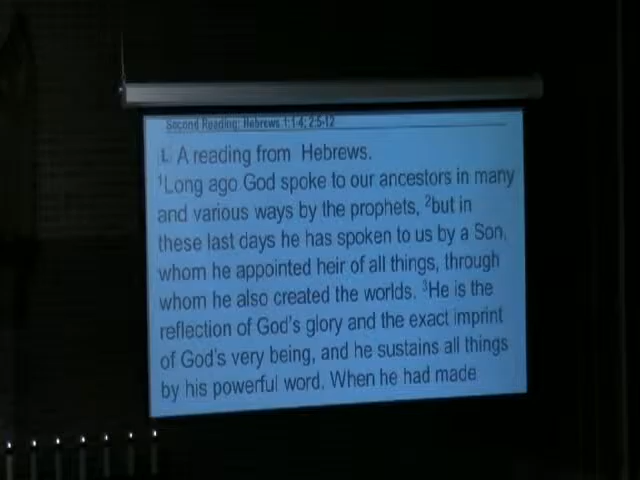 Second Reading: Hebrews 1:1-4; 2:5-12
L A reading from Hebrews.
¹Long ago God spoke to our ancestors in many
and various ways by the prophets, ²but in
these last days he has spoken to us by a Son,
whom he appointed heir of all things, through
whom he also created the worlds. ³He is the
reflection of God's glory and the exact imprint
of God's very being, and he sustains all things
by his powerful word. When he had made